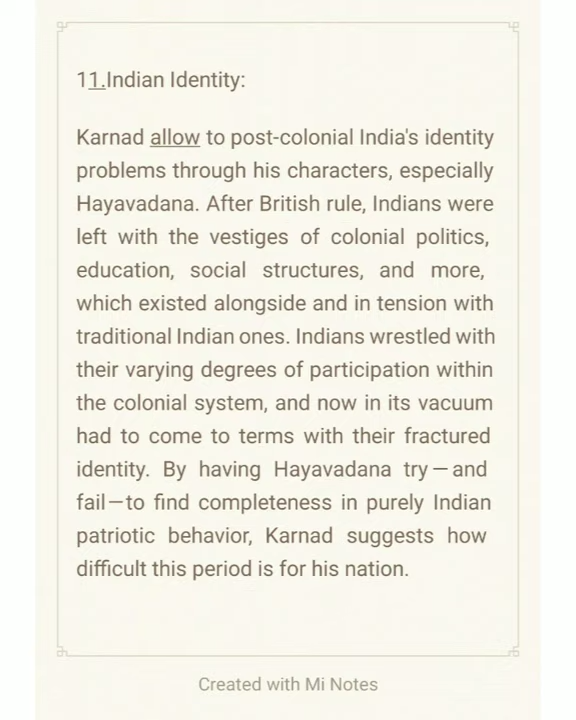 11.Indian Identity:
Karnad allow to post-colonial India's identity
problems through his characters, especially
Hayavadana. After British rule, Indians were
left with the vestiges of colonial politics,
education, social structures, and more,
which existed alongside and in tension with
traditional Indian ones. Indians wrestled with
their varying degrees of participation within
the colonial system, and now in its vacuum
had to come to terms with their fractured
identity. By having Hayavadana try—and
fail—to find completeness in purely Indian
patriotic behavior, Karnad suggests how
difficult this period is for his nation.
Created with Mi Notes